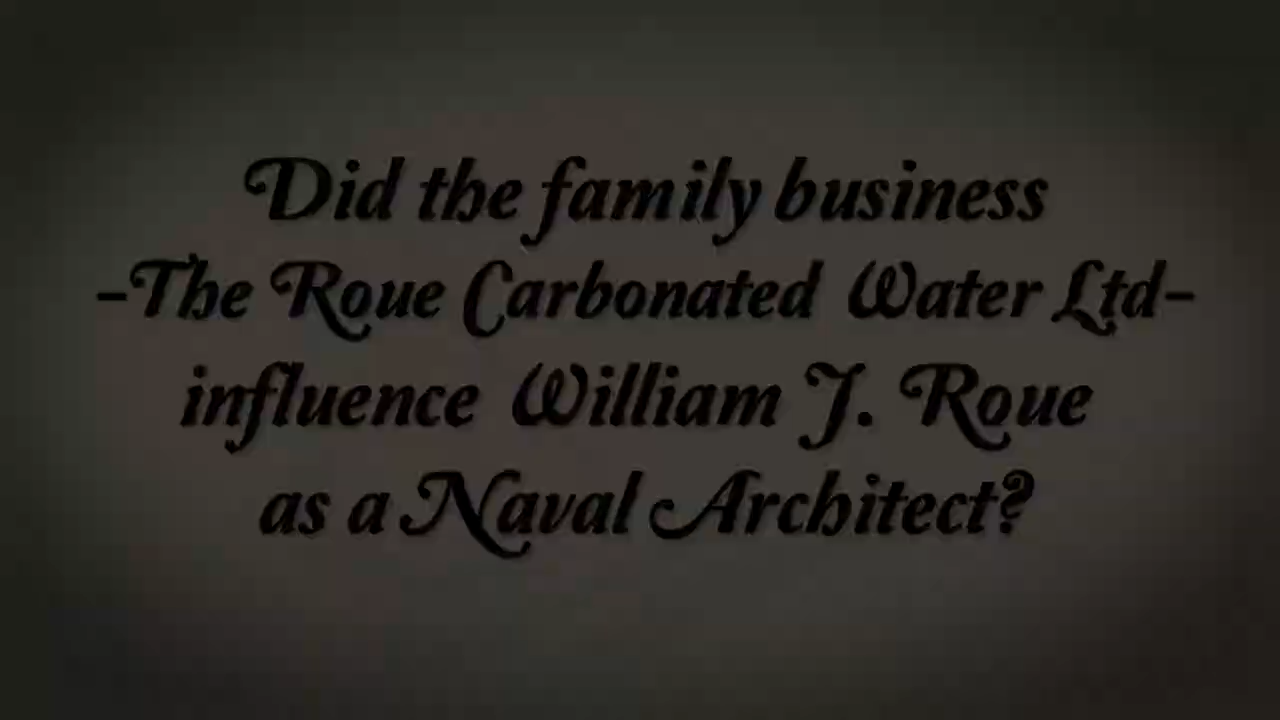 Did the family business
-The Roue Carbonated Water Ltd-
influence William J. Roue
as a Naval Architect?